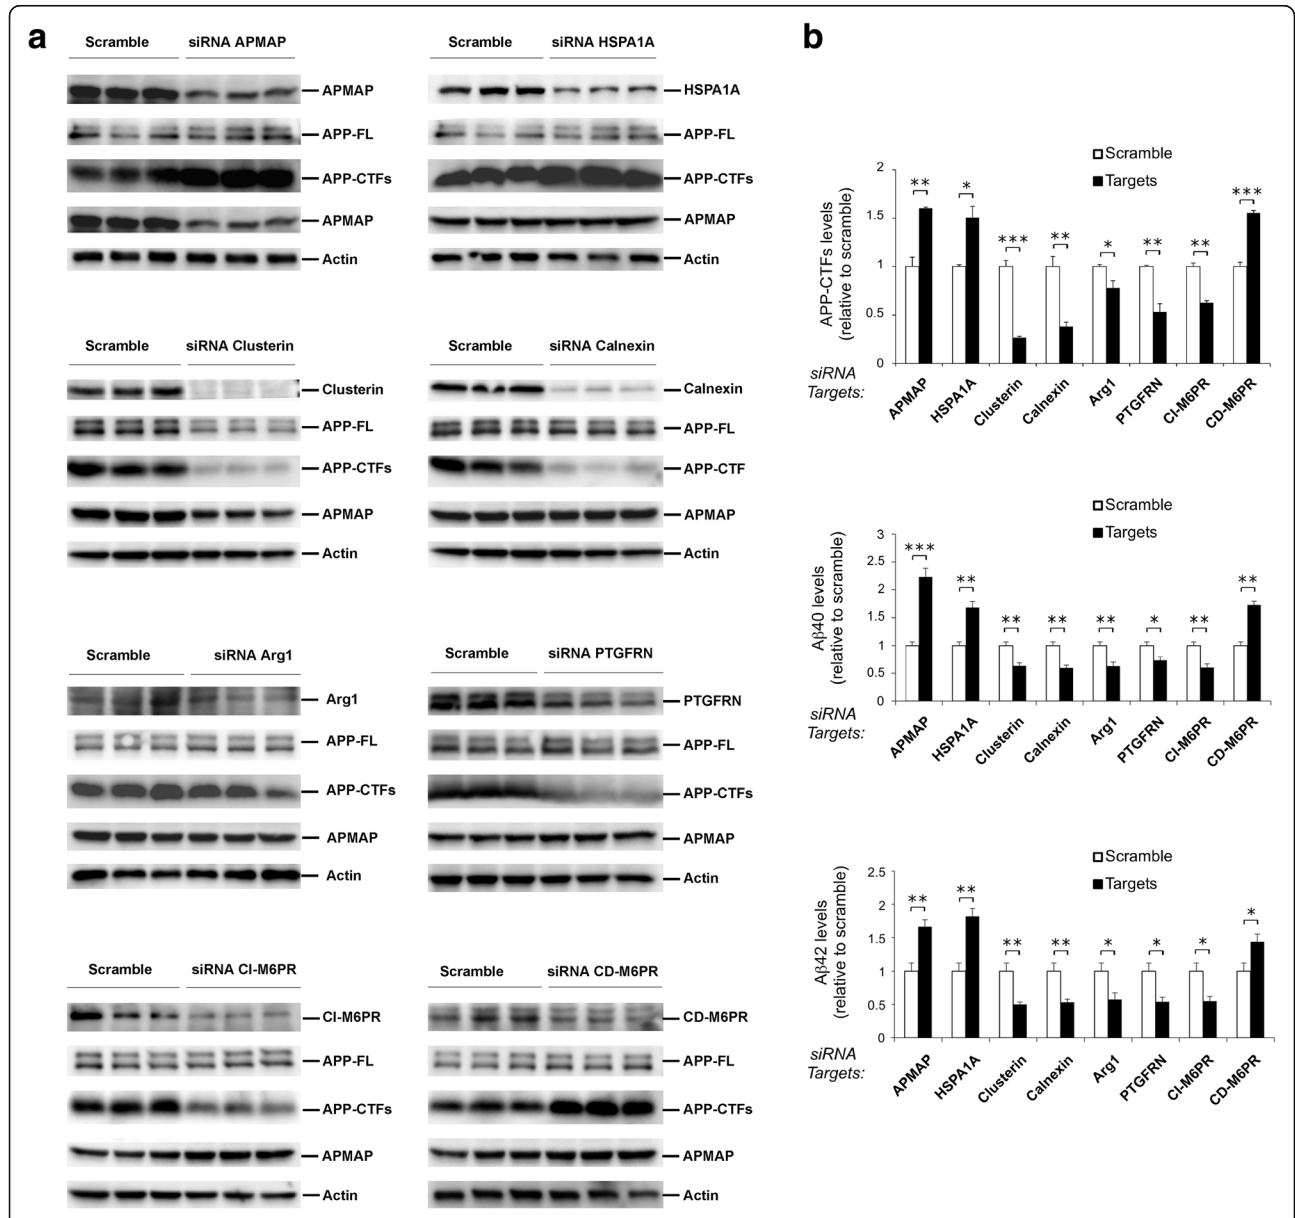 a
Scramble siRNA APMAP
APMAP
APP-FL
APP-CTFs
APMAP
Actin
Scramble siRNA HSPA1A
HSPA1A
APP-FL
APP-CTFs
APMAP
Actin
Scramble siRNA Clusterin
Clusterin
APP-FL
APP-CTFs
APMAP
Actin
Scramble siRNA Calnexin
Calnexin
APP-FL
APP-CTF
APMAP
Actin
Scramble siRNA Arg1
Arg1
APP-FL
APP-CTFs
APMAP
Actin
Scramble siRNA PTGFRN
PTGFRN
APP-FL
APP-CTFs
APMAP
Actin
Scramble siRNA CI-M6PR
CI-M6PR
APP-FL
APP-CTFs
APMAP
Actin
Scramble siRNA CD-M6PR
CD-M6PR
APP-FL
APP-CTFs
APMAP
Actin
b
Scramble
Targets
APP-CTFs levels
(relative to scramble)
2
1.5
1
0.5
0
** * *** ** * ** ** ***
siRNA
Targets:
APMAP
HSPA1A
Clusterin
Calnexin
Arg1
PTGFRN
CI-M6PR
CD-M6PR
Scramble
Targets
Aβ40 levels
(relative to scramble)
3
2.5
2
1.5
1
0.5
0
*** ** ** ** ** * ** **
siRNA
Targets:
APMAP
HSPA1A
Clusterin
Calnexin
Arg1
PTGFRN
CI-M6PR
CD-M6PR
Scramble
Targets
Aβ42 levels
(relative to scramble)
2.5
2
1.5
1
0.5
0
** ** ** ** * * * *
siRNA
Targets:
APMAP
HSPA1A
Clusterin
Calnexin
Arg1
PTGFRN
CI-M6PR
CD-M6PR